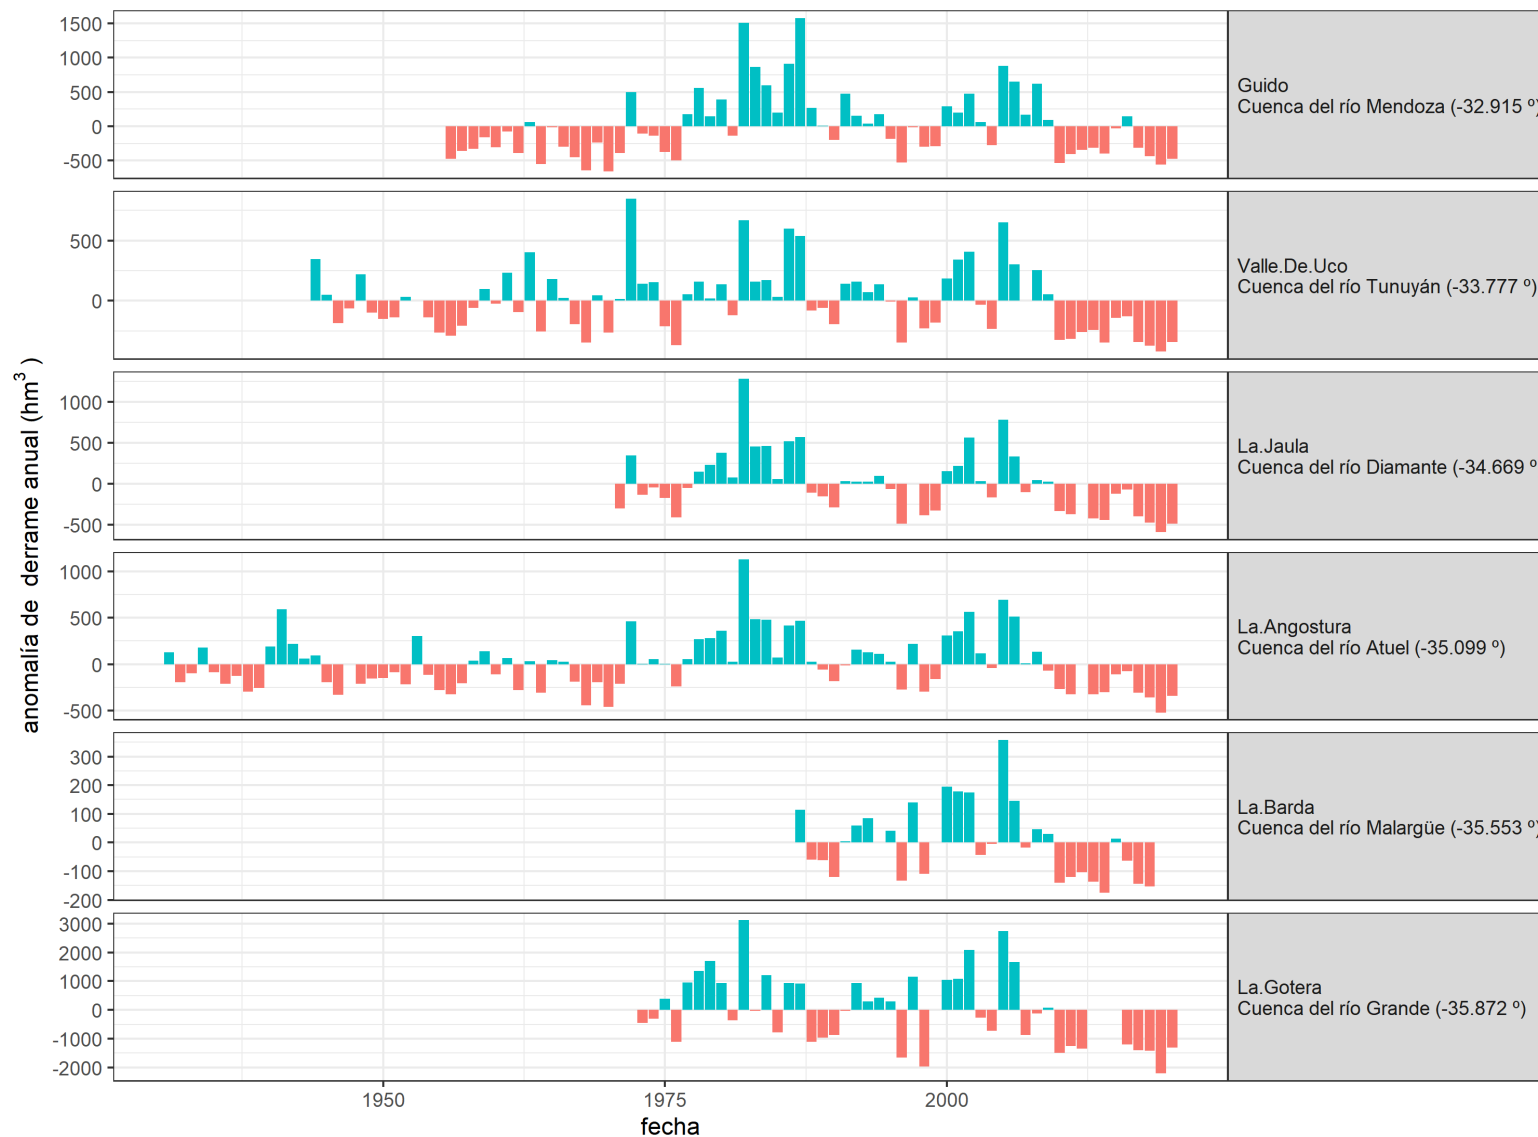 anomalía de  derrame anual (hm³ )
1500
1000
500
0
-500
Guido
Cuenca del río Mendoza (-32.915 º)
500
0
Valle.De.Uco
Cuenca del río Tunuyán (-33.777 º)
1000
500
0
-500
La.Jaula
Cuenca del río Diamante (-34.669 º
1000
500
0
-500
La.Angostura
Cuenca del río Atuel (-35.099 º)
300
200
100
0
-100
-200
La.Barda
Cuenca del río Malargüe (-35.553 º)
3000
2000
1000
0
-1000
-2000
La.Gotera
Cuenca del río Grande (-35.872 º)
1950
1975
2000
fecha